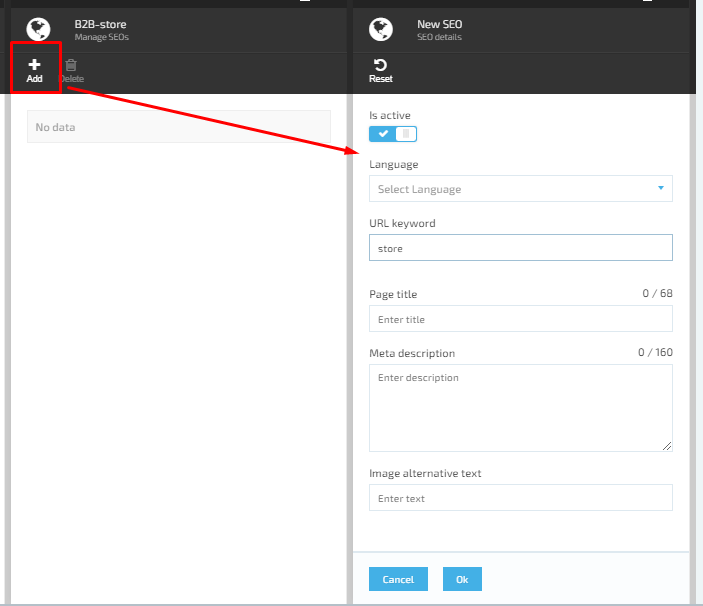 B2B-store
Manage SEOs
Add
Delete
No data
New SEO
SEO details
Reset
Is active
Language
Select Language
URL keyword
store
Page title
0 / 68
Enter title
Meta description
0 / 160
Enter description
Image alternative text
Enter text
Cancel
Ok